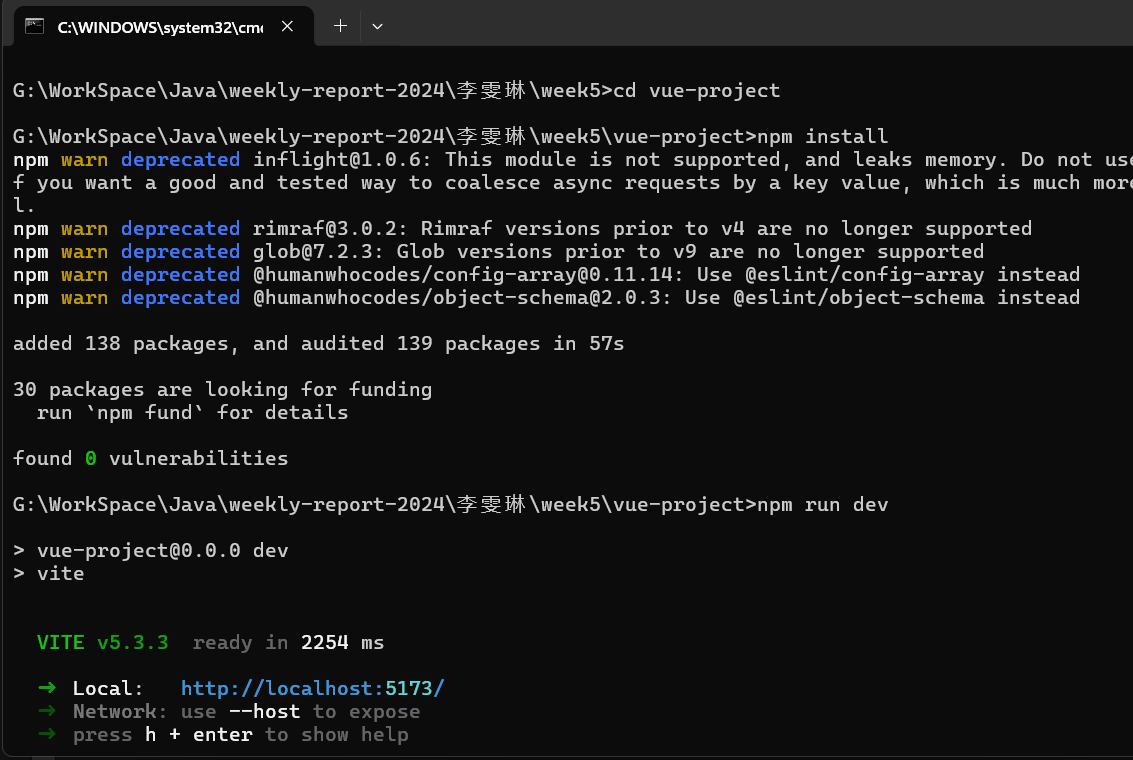 C:\WINDOWS\system32\cmd
G:\WorkSpace\Java\weekly-report-2024\李雯琳\week5>cd vue-project
G:\WorkSpace\Java\weekly-report-2024\李雯琳\week5\vue-project>npm install
npm warn deprecated inflight@1.0.6: This module is not supported, and leaks memory. Do not use
f you want a good and tested way to coalesce async requests by a key value, which is much more
l.
npm warn deprecated rimraf@3.0.2: Rimraf versions prior to v4 are no longer supported
npm warn deprecated glob@7.2.3: Glob versions prior to v9 are no longer supported
npm warn deprecated @humanwhocodes/config-array@0.11.14: Use @eslint/config-array instead
npm warn deprecated @humanwhocodes/object-schema@2.0.3: Use @eslint/object-schema instead
added 138 packages, and audited 139 packages in 57s
30 packages are looking for funding
  run `npm fund` for details
found 0 vulnerabilities
G:\WorkSpace\Java\weekly-report-2024\李雯琳\week5\vue-project>npm run dev
> vue-project@0.0.0 dev
> vite
VITE v5.3.3  ready in 2254 ms
➜  Local:   http://localhost:5173/
➜  Network: use --host to expose
➜  press h + enter to show help